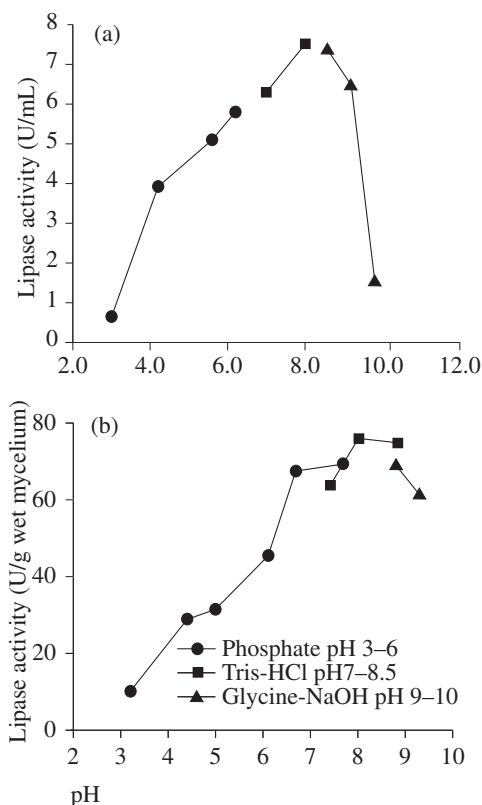 (a)
Lipase activity (U/mL)
8
7
6
5
4
3
2
1
0
2.0 4.0 6.0 8.0 10.0 12.0
(b)
Lipase activity (U/g wet mycelium)
80
60
40
20
0
Phosphate pH 3–6
Tris-HCl pH7–8.5
Glycine-NaOH pH 9–10
2 3 4 5 6 7 8 9 10
pH